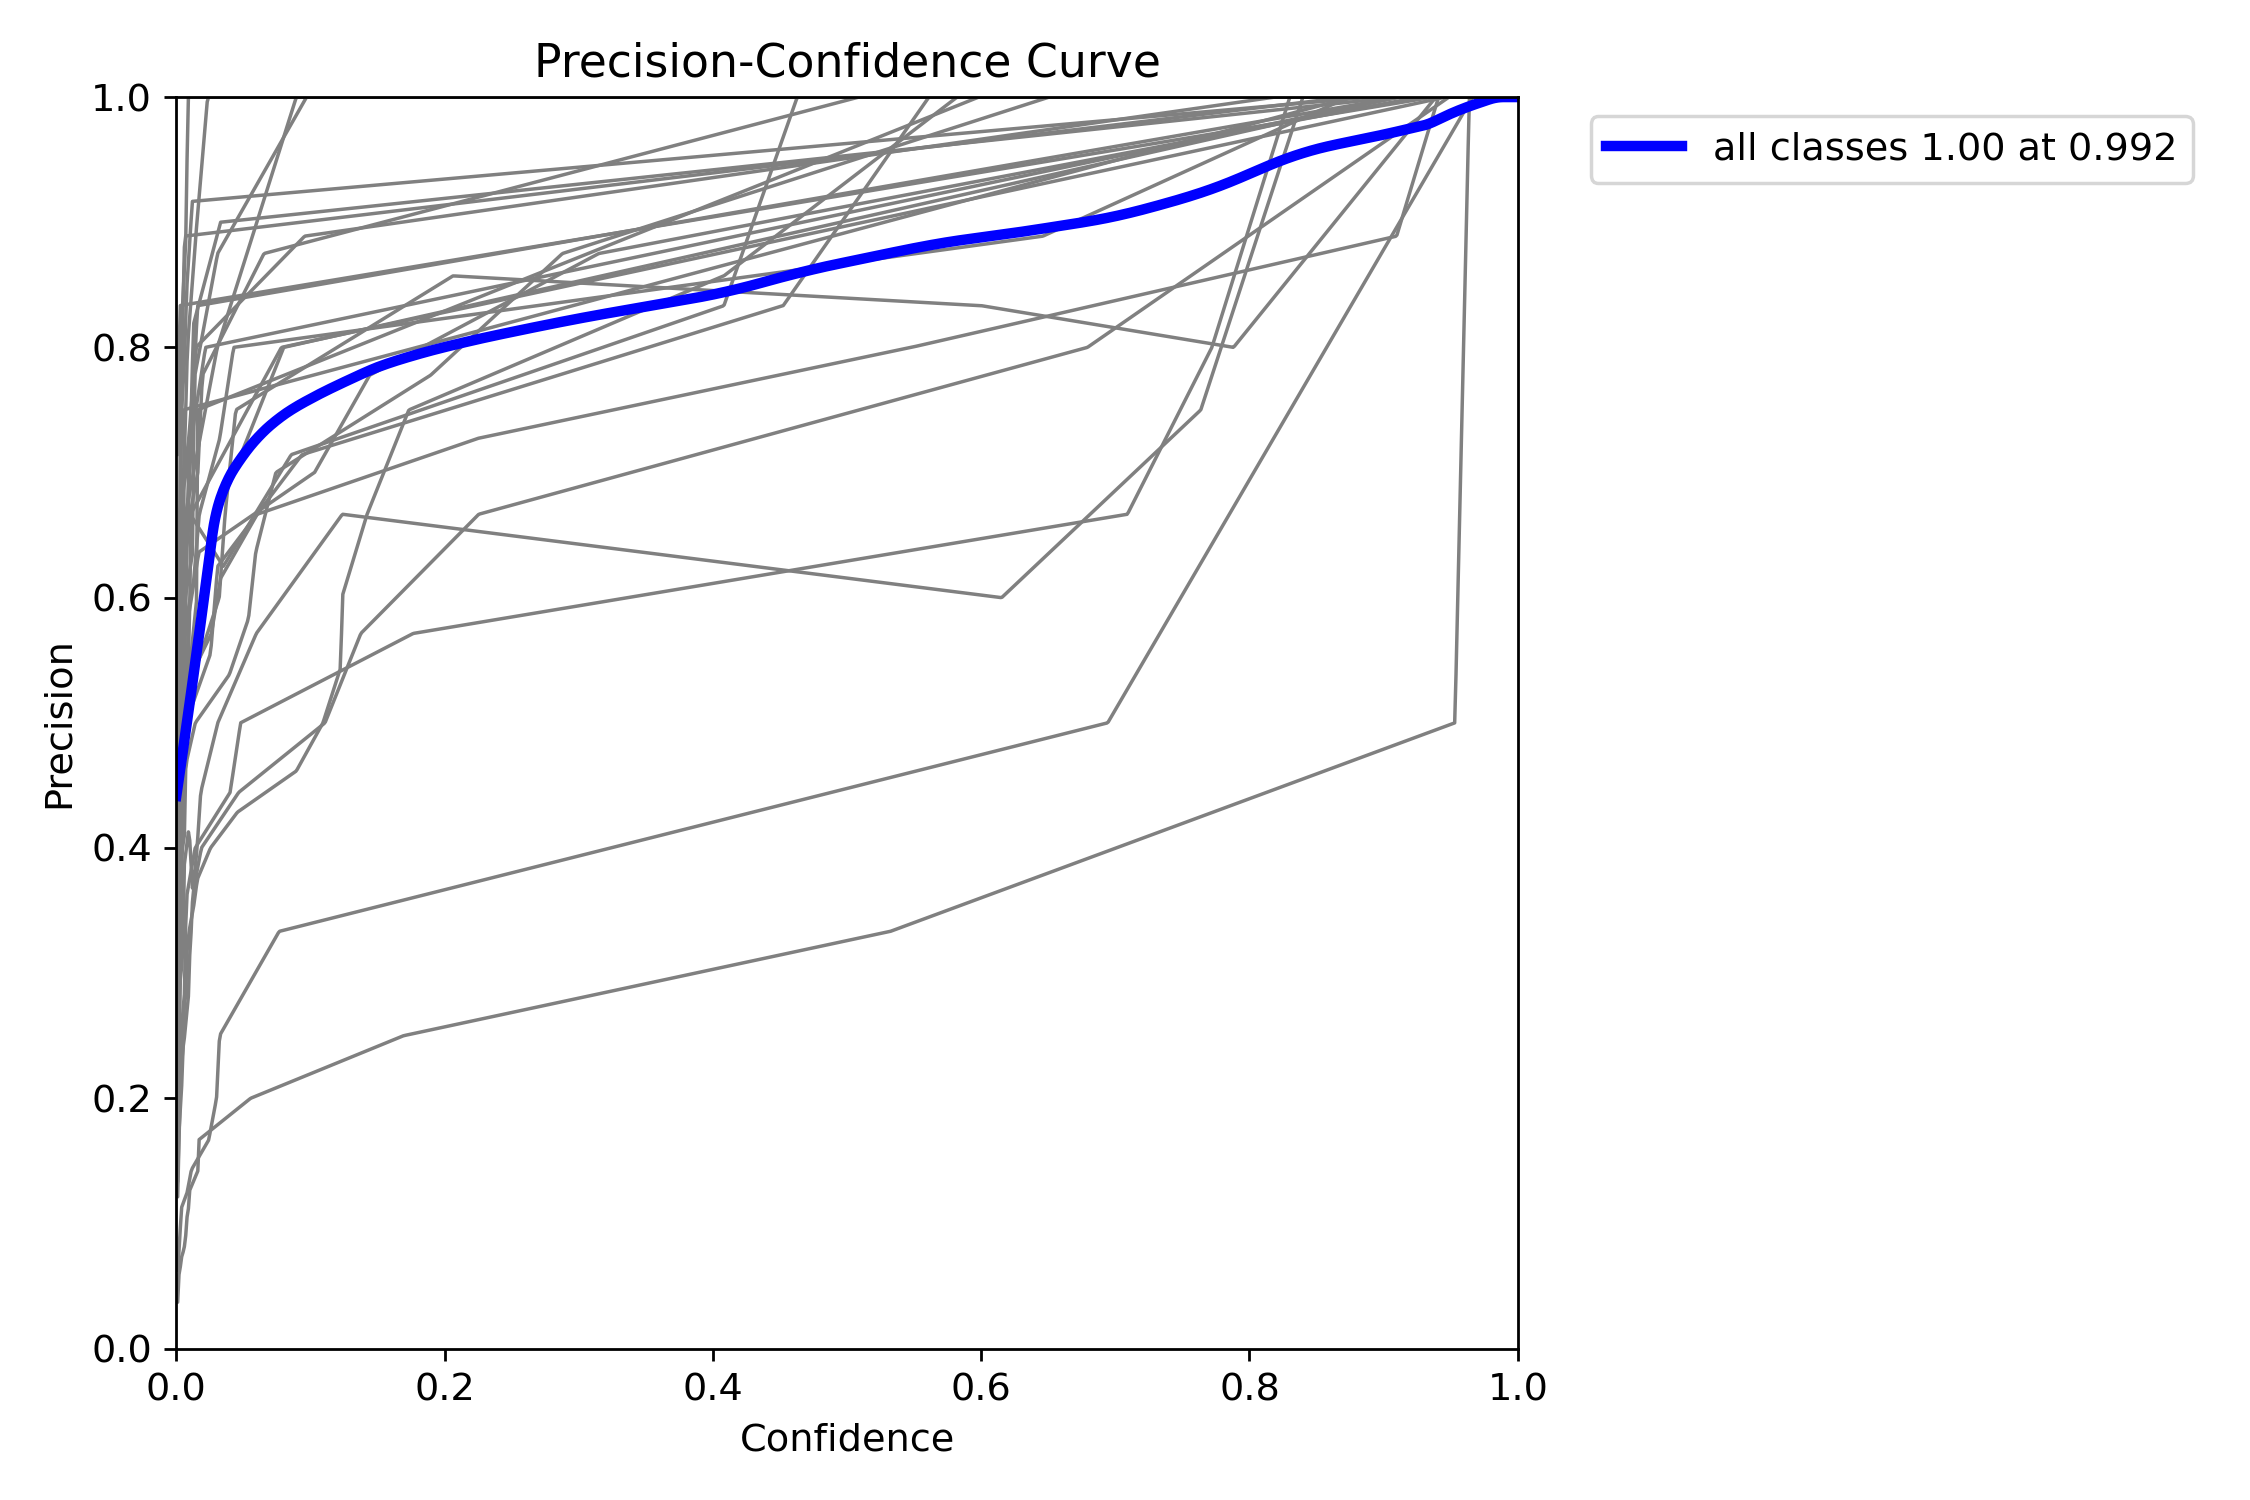 Precision-Confidence Curve
1.0
0.8
0.6
0.4
0.2
0.0
Precision
0.0 0.2 0.4 0.6 0.8 1.0
Confidence
all classes 1.00 at 0.992